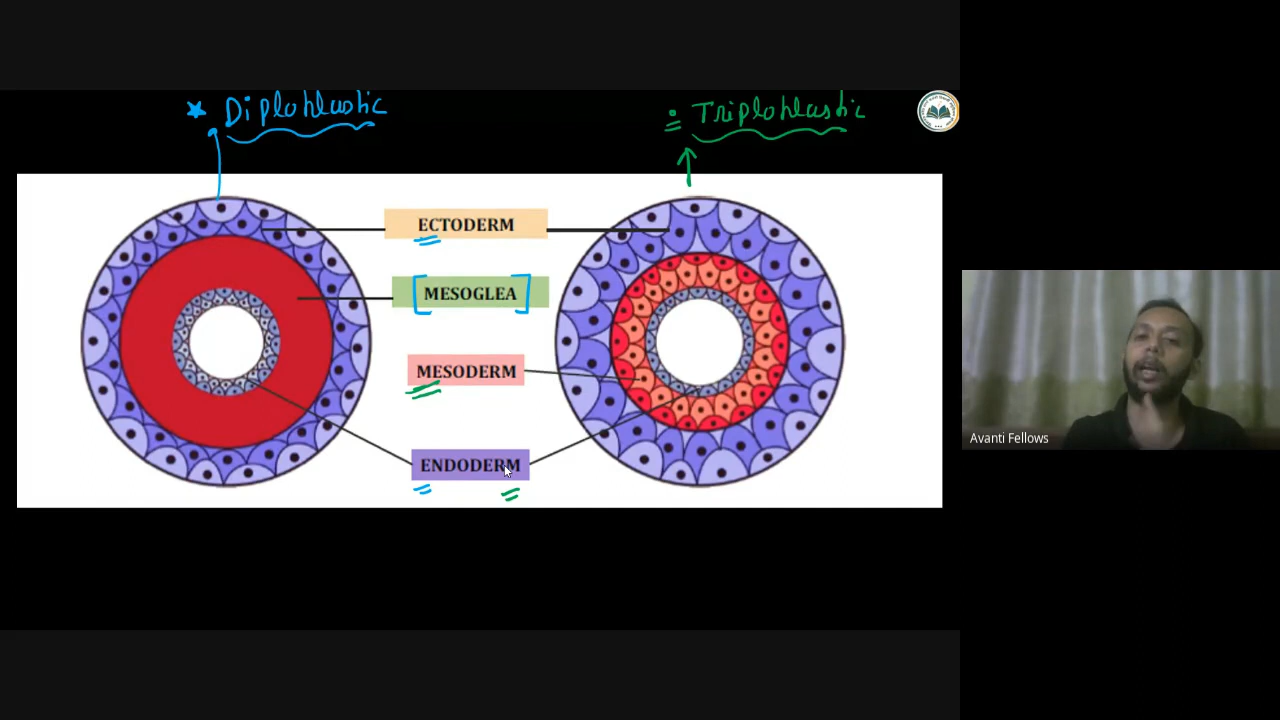 Diploblastic
Triploblastic
ECTODERM
MESOGLEA
MESODERM
ENDODERM
Avanti Fellows